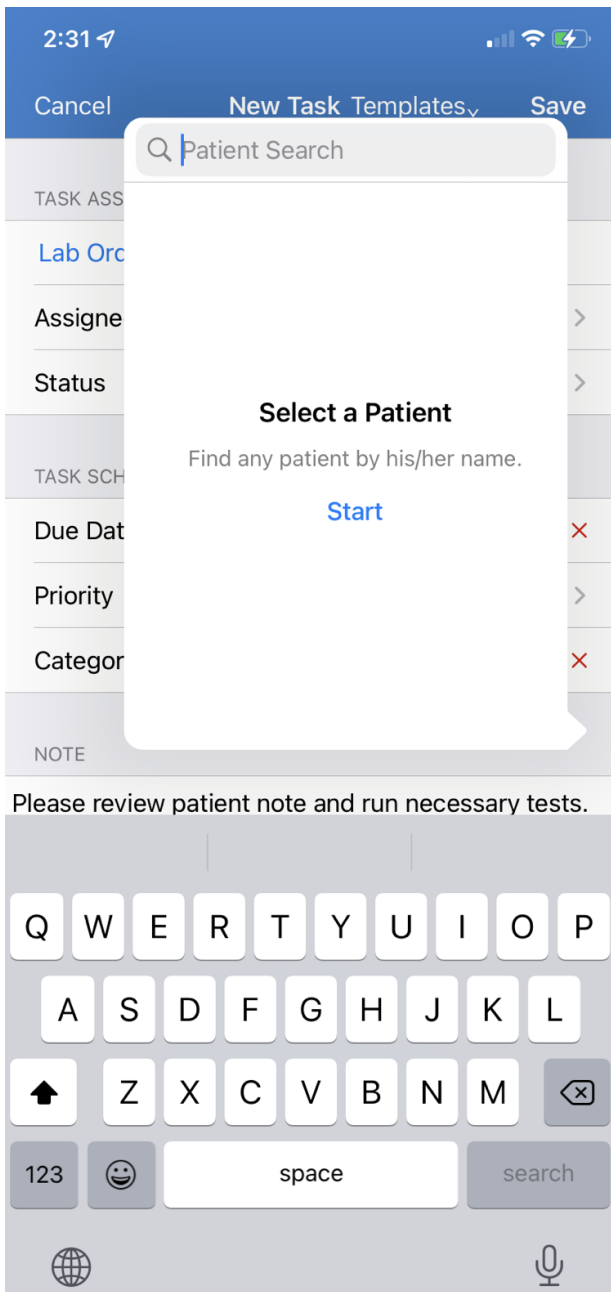 2:31
Cancel New Task Templates Save
Patient Search
TASK ASS
Lab Ord
Assigne
Status
Select a Patient
Find any patient by his/her name.
Start
TASK SCH
Due Dat
Priority
Categor
NOTE
Please review patient note and run necessary tests.
Q W E R T Y U I O P
A S D F G H J K L
Z X C V B N M
123 space search